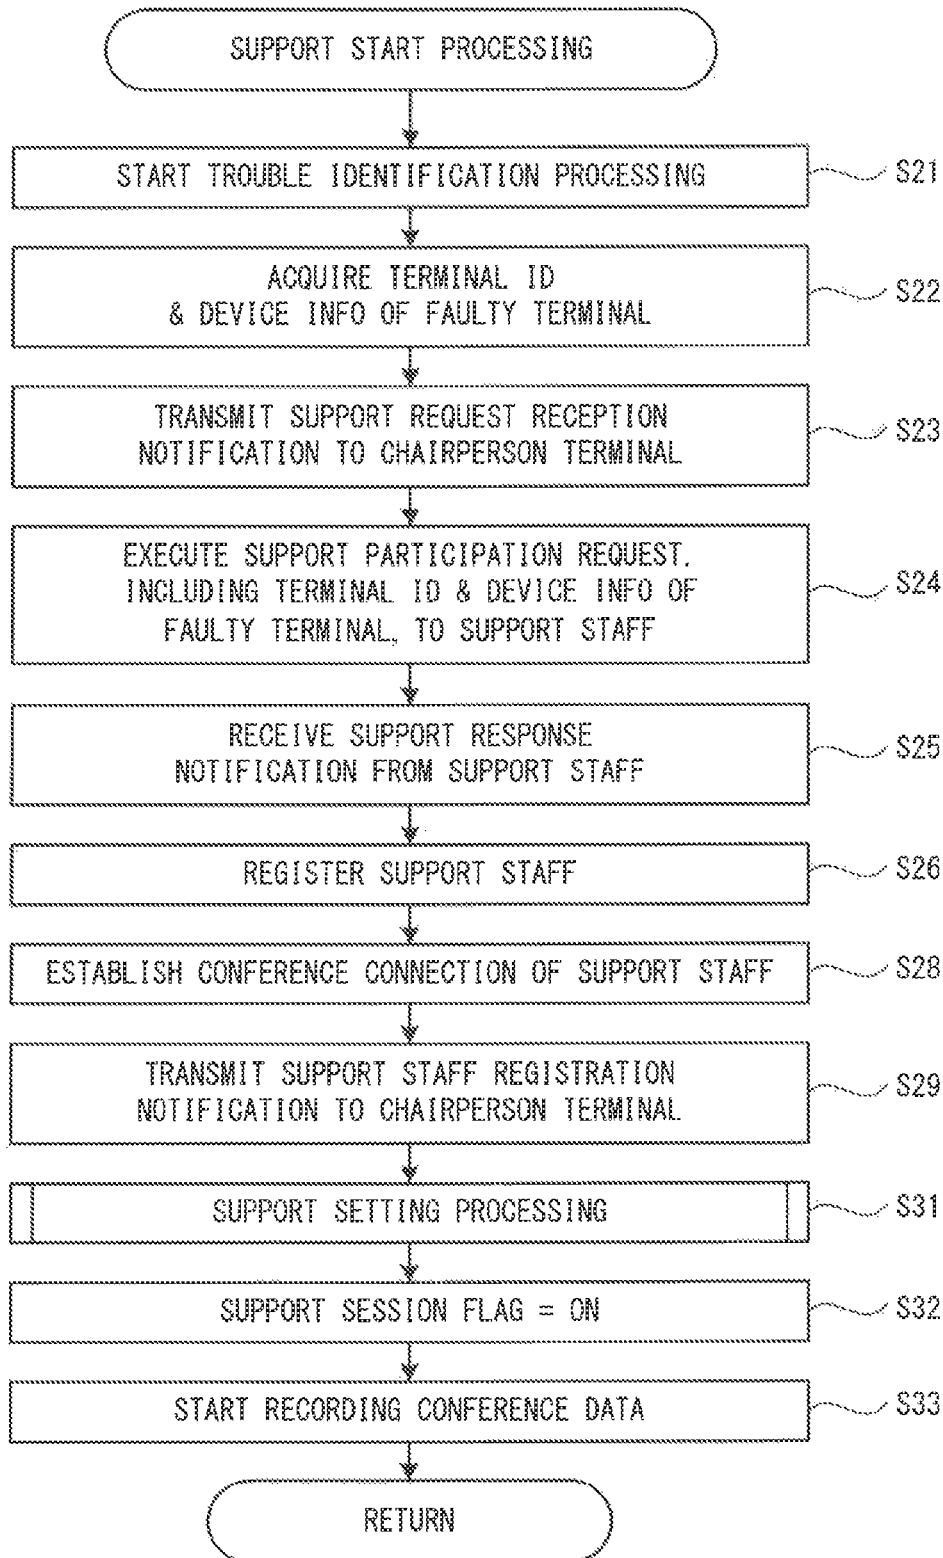 SUPPORT START PROCESSING
START TROUBLE IDENTIFICATION PROCESSING
S21
ACQUIRE TERMINAL ID
& DEVICE INFO OF FAULTY TERMINAL
S22
TRANSMIT SUPPORT REQUEST RECEPTION
NOTIFICATION TO CHAIRPERSON TERMINAL
S23
EXECUTE SUPPORT PARTICIPATION REQUEST,
INCLUDING TERMINAL ID & DEVICE INFO OF
FAULTY TERMINAL, TO SUPPORT STAFF
S24
RECEIVE SUPPORT RESPONSE
NOTIFICATION FROM SUPPORT STAFF
S25
REGISTER SUPPORT STAFF
S26
ESTABLISH CONFERENCE CONNECTION OF SUPPORT STAFF
S28
TRANSMIT SUPPORT STAFF REGISTRATION
NOTIFICATION TO CHAIRPERSON TERMINAL
S29
SUPPORT SETTING PROCESSING
S31
SUPPORT SESSION FLAG = ON
S32
START RECORDING CONFERENCE DATA
S33
RETURN